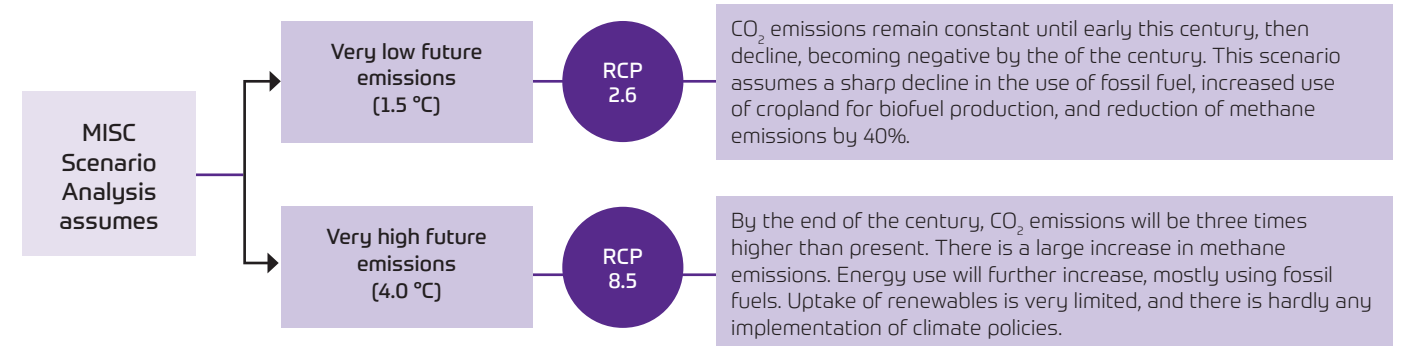 MISC
Scenario
Analysis
assumes
Very low future
emissions
(1.5 °C)
RCP
2.6
CO₂ emissions remain constant until early this century, then
decline, becoming negative by the of the century. This scenario
assumes a sharp decline in the use of fossil fuel, increased use
of cropland for biofuel production, and reduction of methane
emissions by 40%.
Very high future
emissions
(4.0 °C)
RCP
8.5
By the end of the century, CO₂ emissions will be three times
higher than present. There is a large increase in methane
emissions. Energy use will further increase, mostly using fossil
fuels. Uptake of renewables is very limited, and there is hardly any
implementation of climate policies.